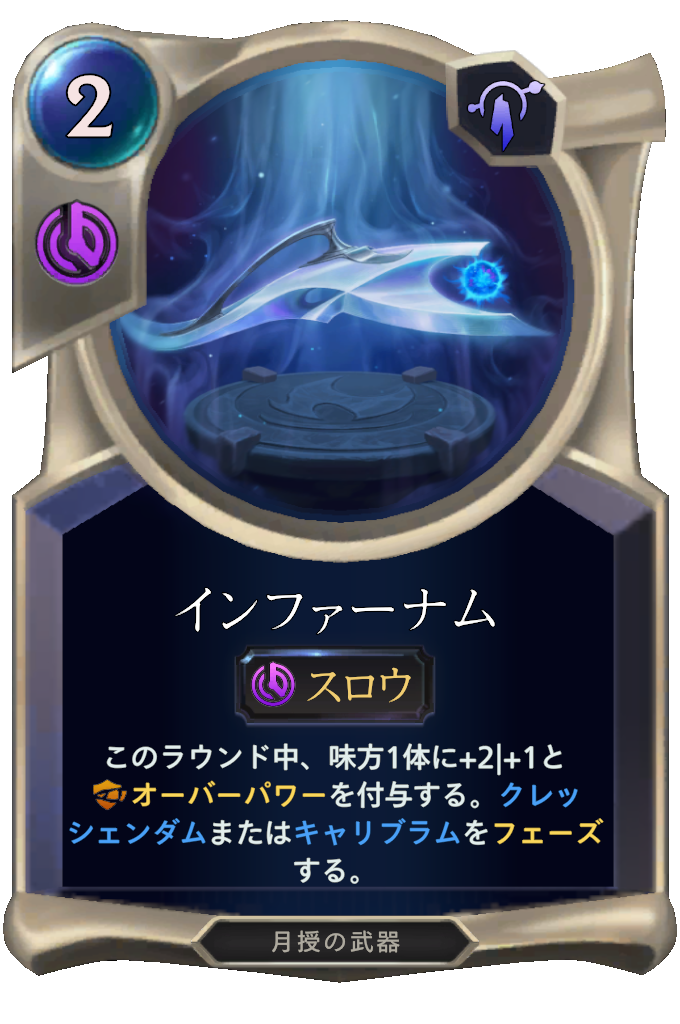 2
インファーナム
スロウ
このラウンド中、味方1体に+2|+1と
オーバーパワーを付与する。クレッ
シェンダムまたはキャリブラムをフェーズ
する。
月授の武器